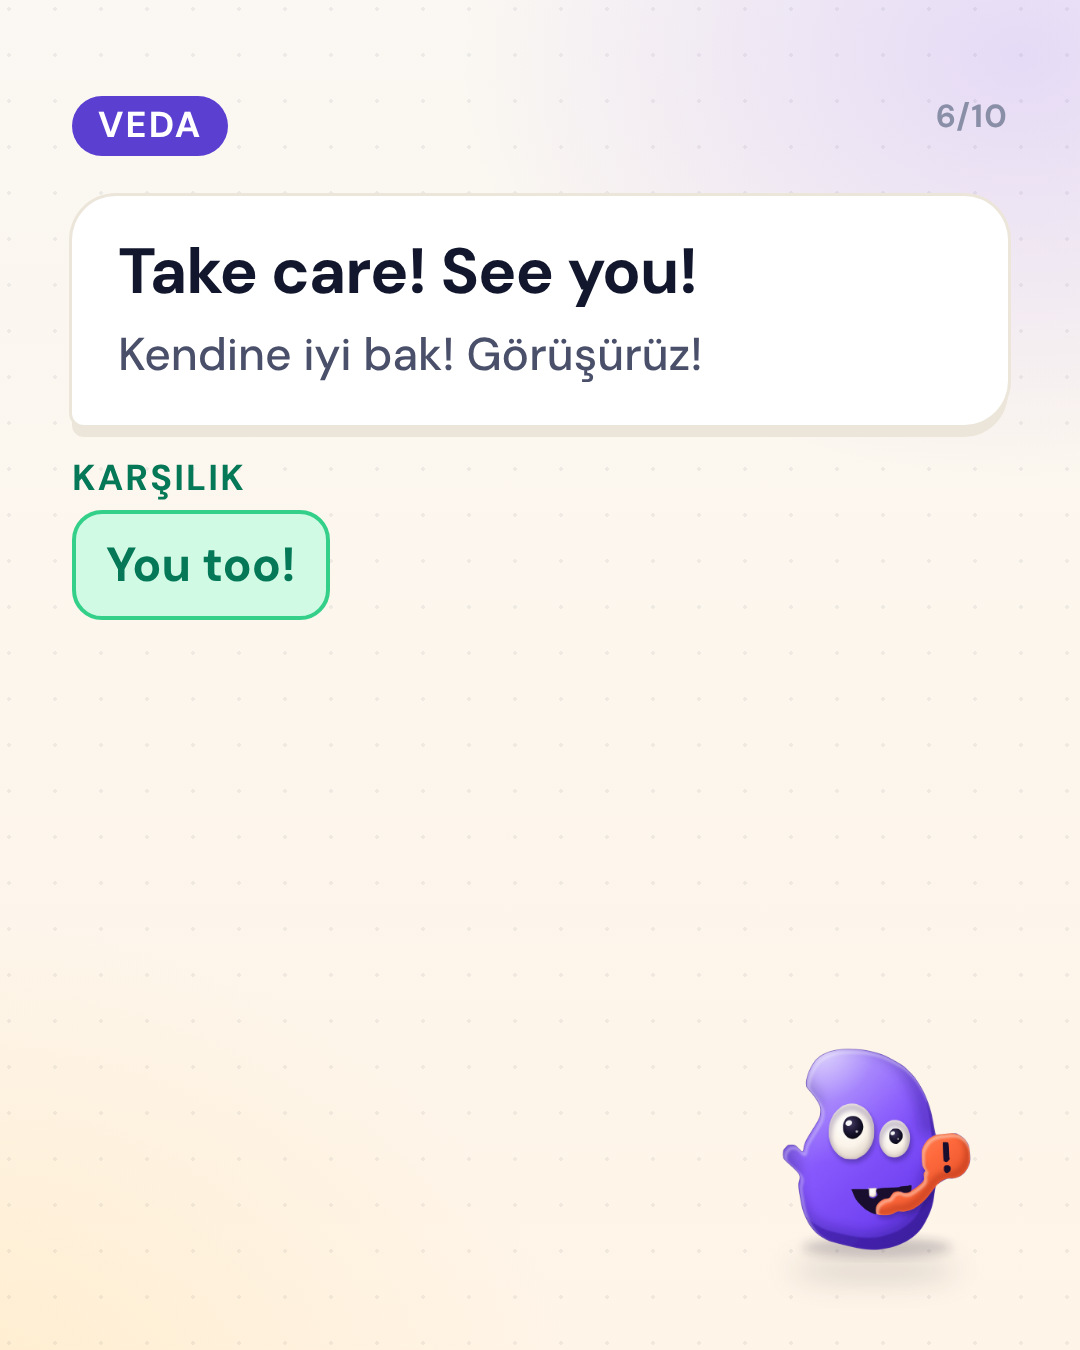 VEDA
6/10
Take care! See you!
Kendine iyi bak! Görüşürüz!
KARŞILIK
You too!
!